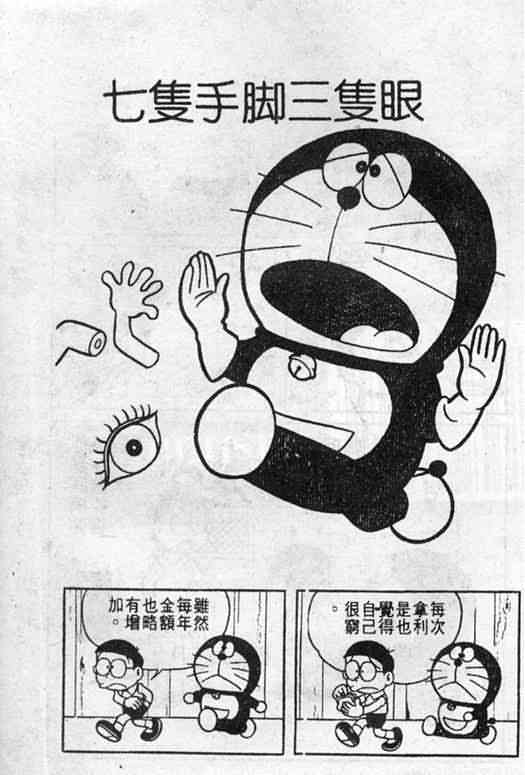 七隻手脚三隻眼
每次
拿利
是也
覺得
自己
很窮
。
雖然
每年
金額
也略
有增
加。